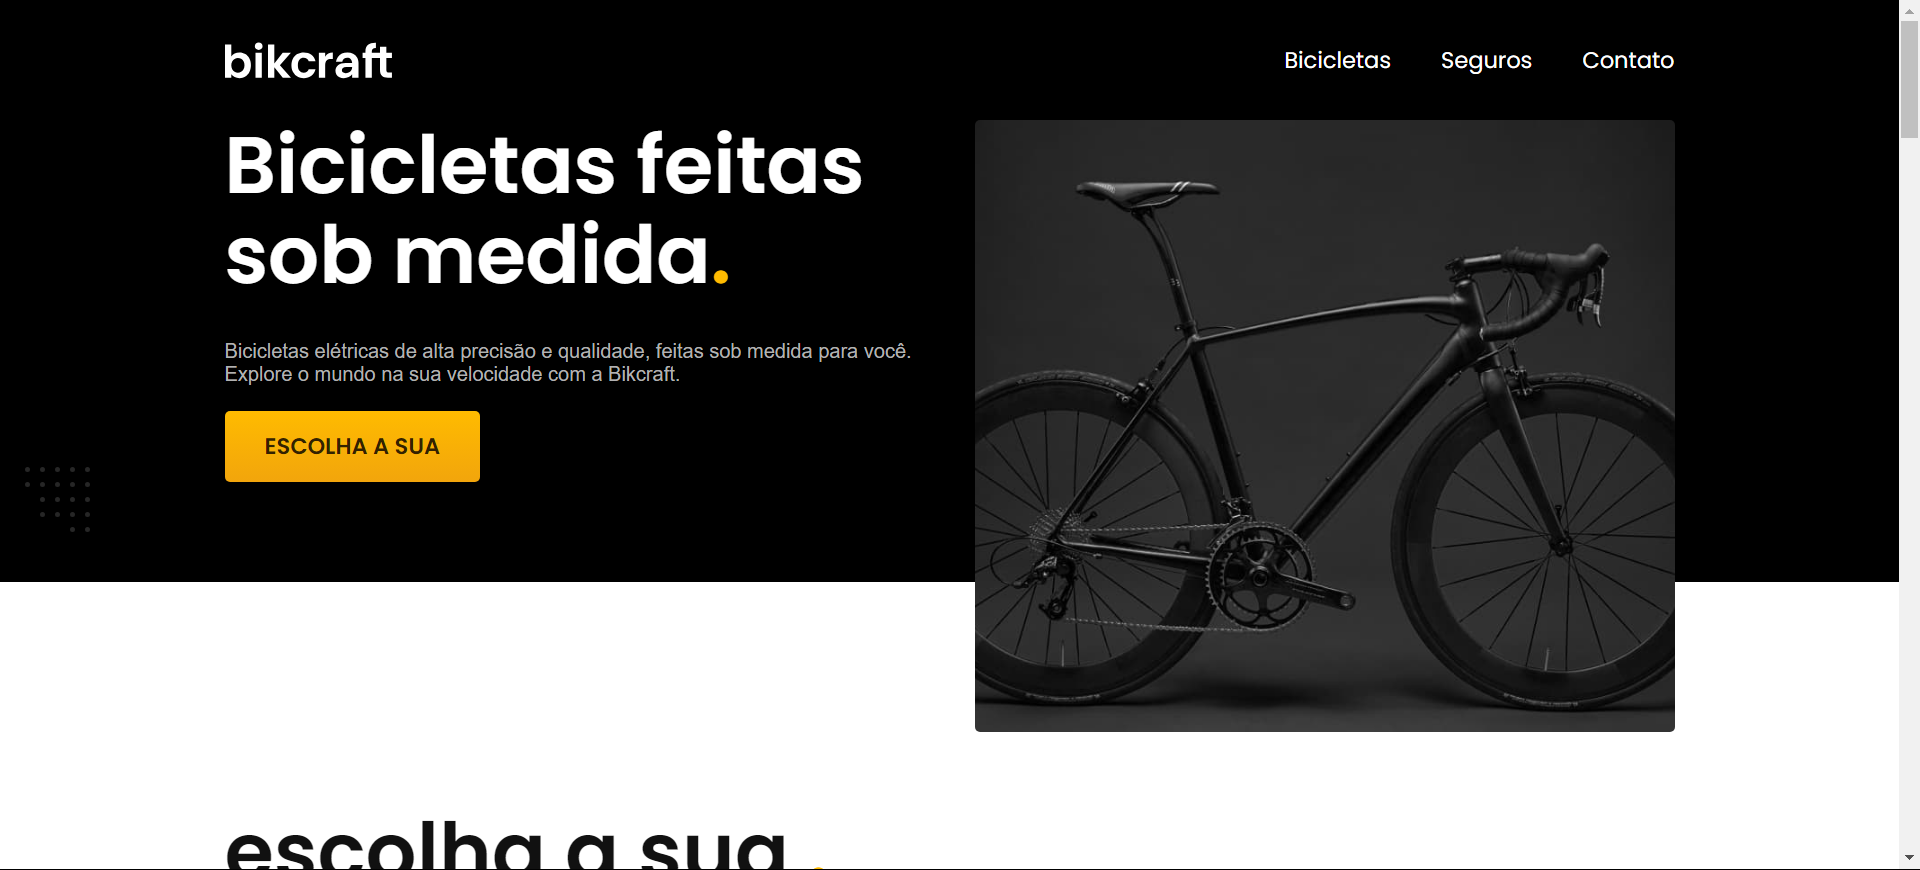 bikcraft
Bicicletas
Seguros
Contato
Bicicletas feitas
sob medida.
Bicicletas elétricas de alta precisão e qualidade, feitas sob medida para você.
Explore o mundo na sua velocidade com a Bikcraft.
ESCOLHA A SUA
escolha a sua .